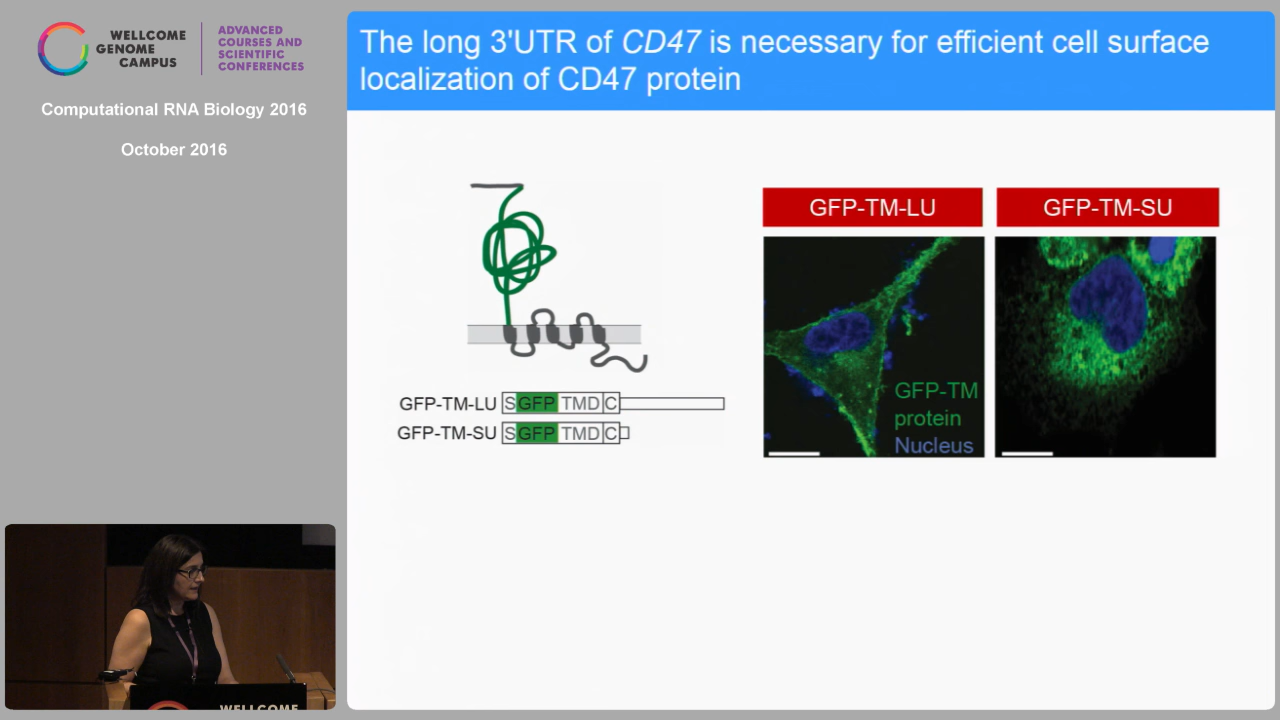 WELLCOME
GENOME
CAMPUS
ADVANCED
COURSES AND
SCIENTIFIC
CONFERENCES
Computational RNA Biology 2016
October 2016
The long 3'UTR of CD47 is necessary for efficient cell surface
localization of CD47 protein
GFP-TM-LU S GFP TMD C
GFP-TM-SU S GFP TMD C
GFP-TM-LU GFP-TM-SU
GFP-TM
protein
Nucleus
WELLCOME